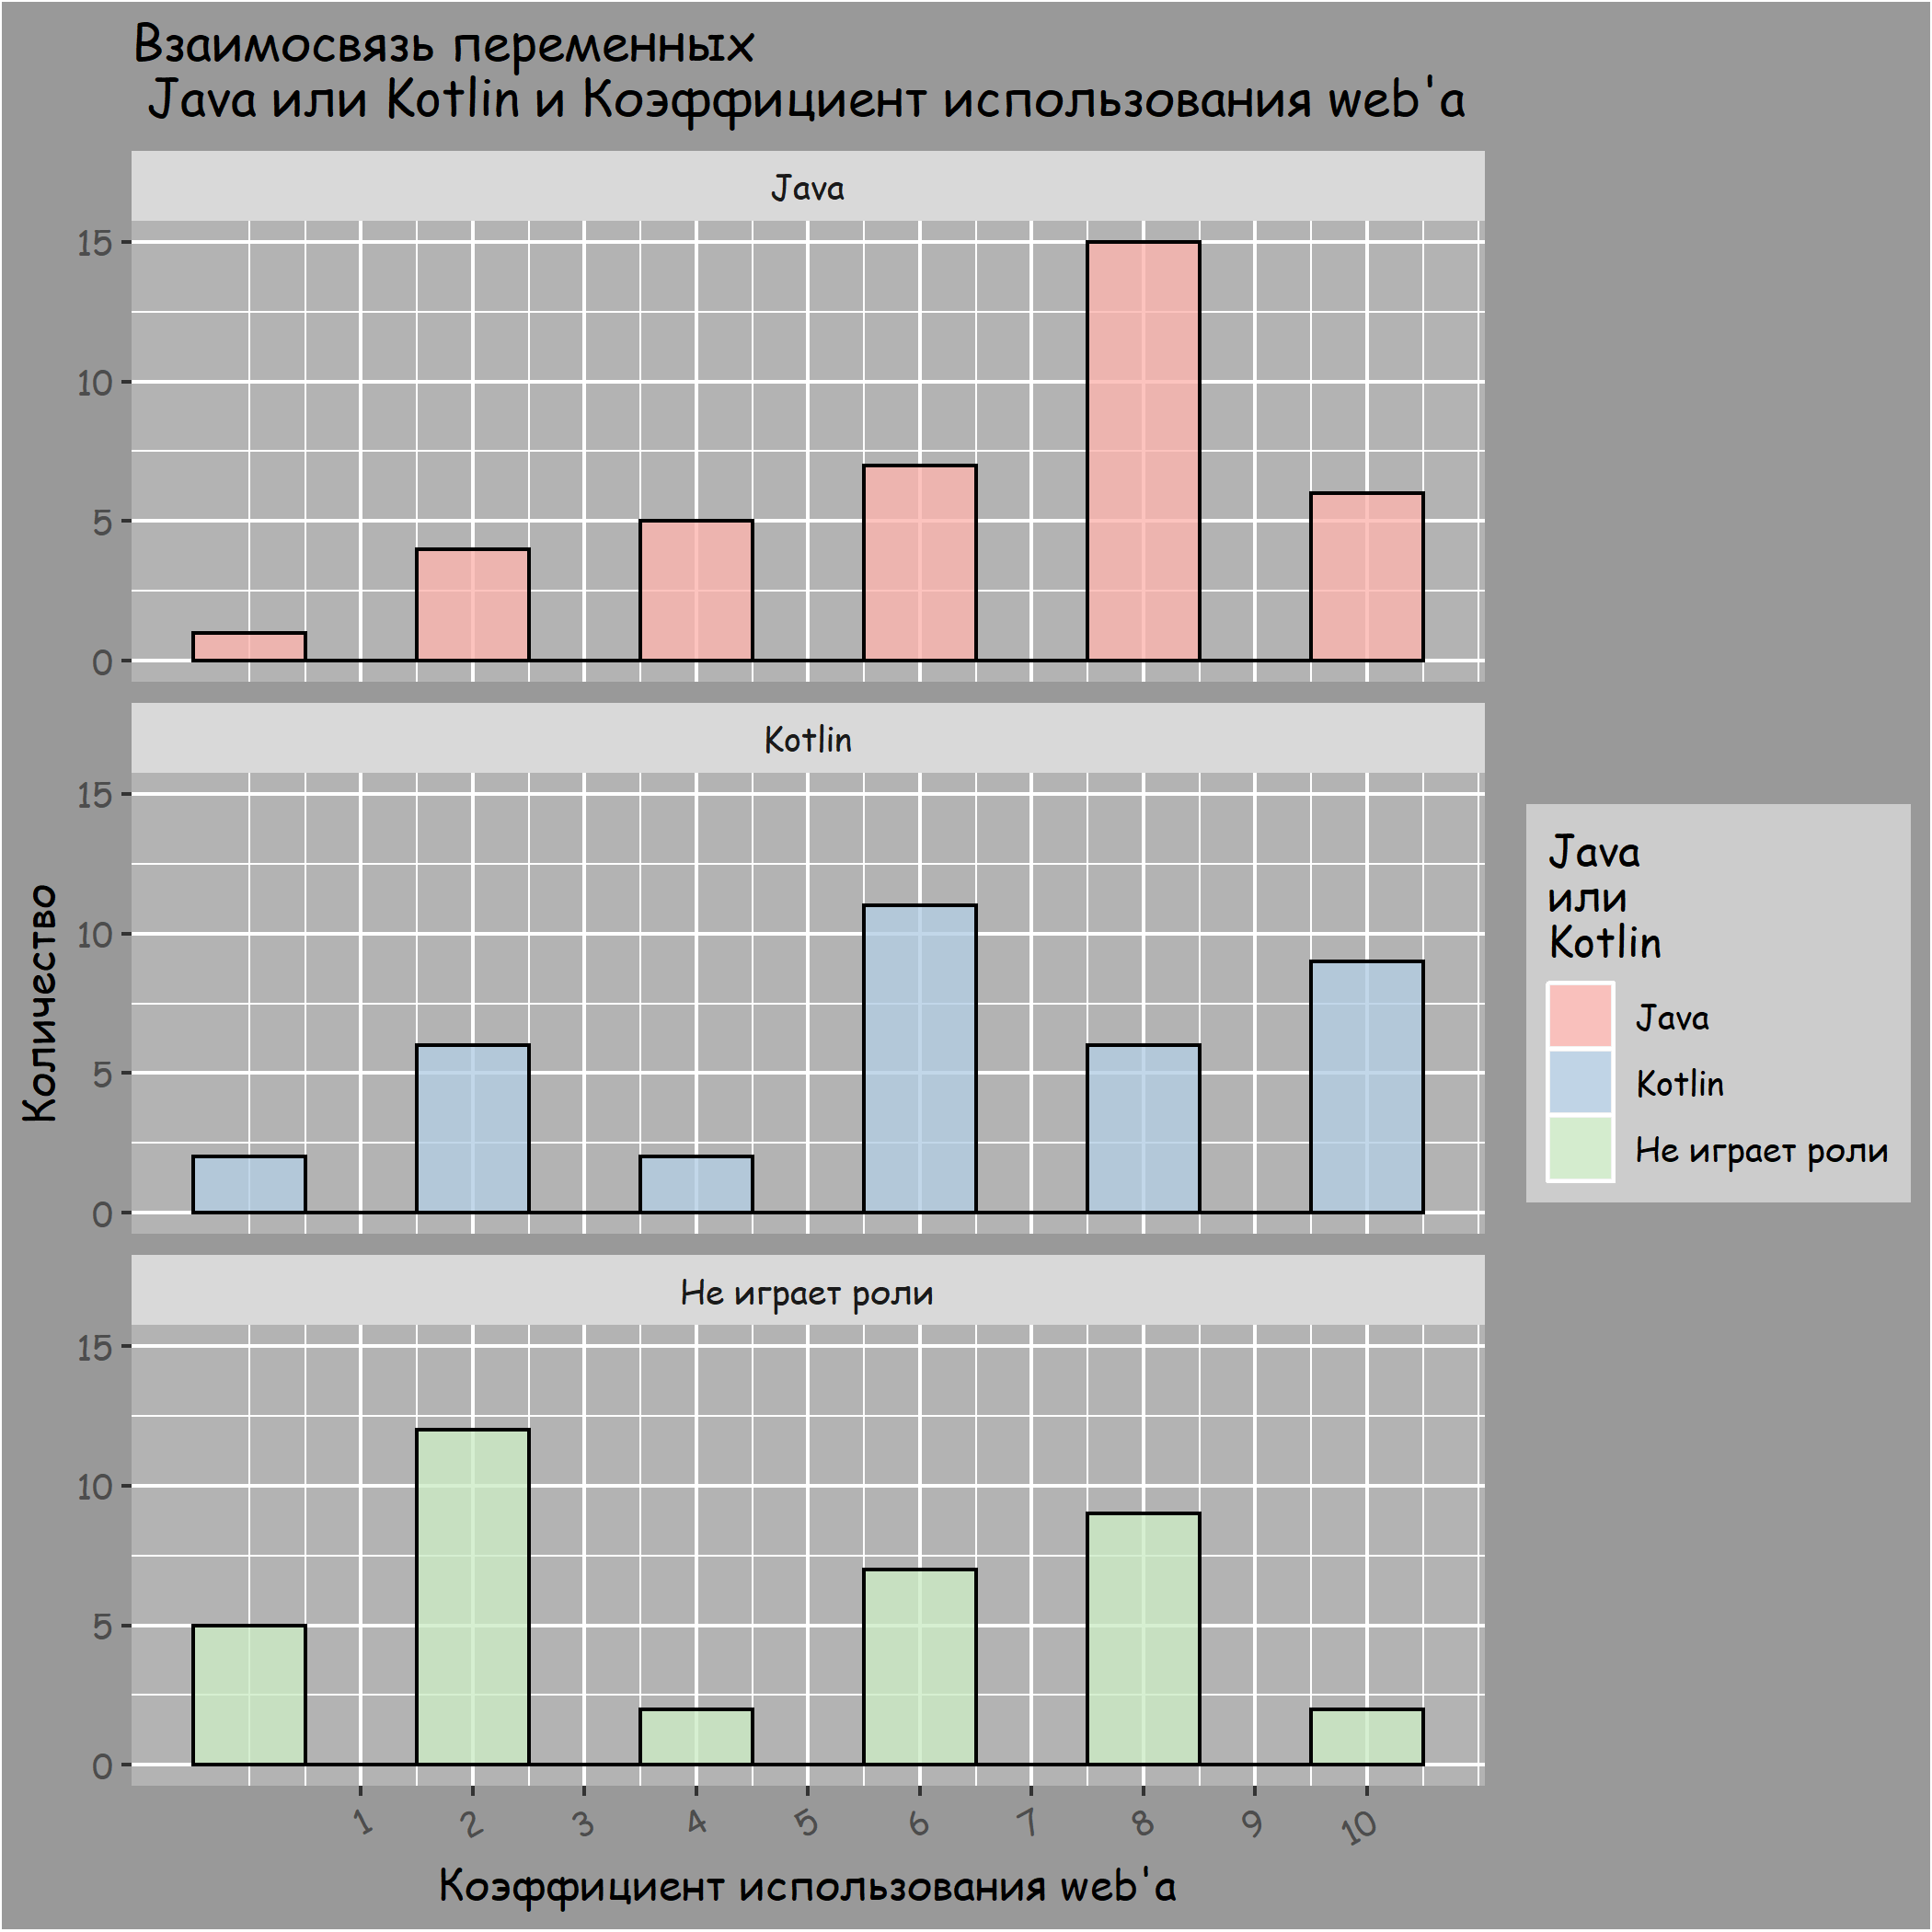 Взаимосвязь переменных
Java или Kotlin и Коэффициент использования web'а
Java
15
10
5
0
Kotlin
15
10
5
0
Не играет роли
15
10
5
0
1 2 3 4 5 6 7 8 9 10
Коэффициент использования web'а
Количество
Java
или
Kotlin
Java
Kotlin
Не играет роли